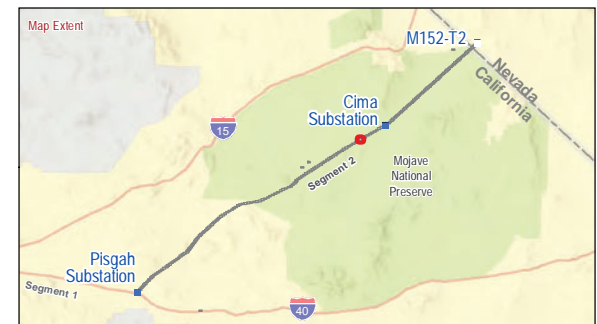 Map Extent
M152-T2
Nevada
California
Cima
Substation
15
Mojave
National
Preserve
Segment 2
Pisgah
Substation
Segment 1
40